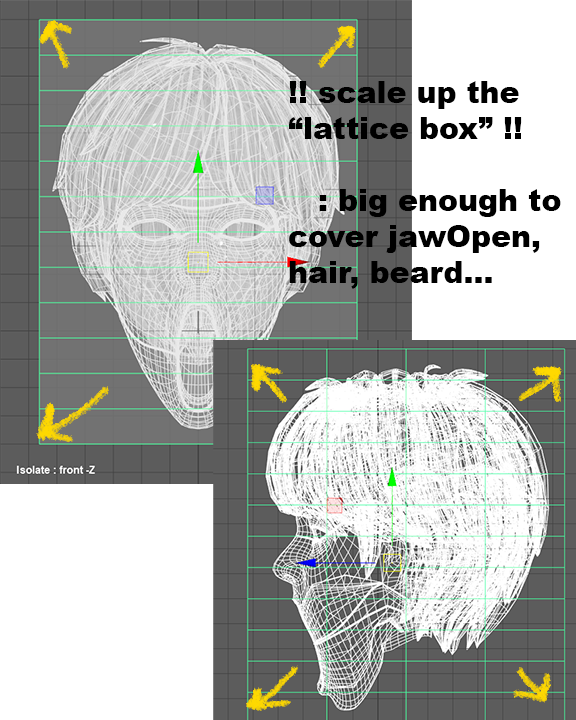 !! scale up the
“lattice box” !!
: big enough to
cover jawOpen,
hair, beard...
Isolate : front -Z